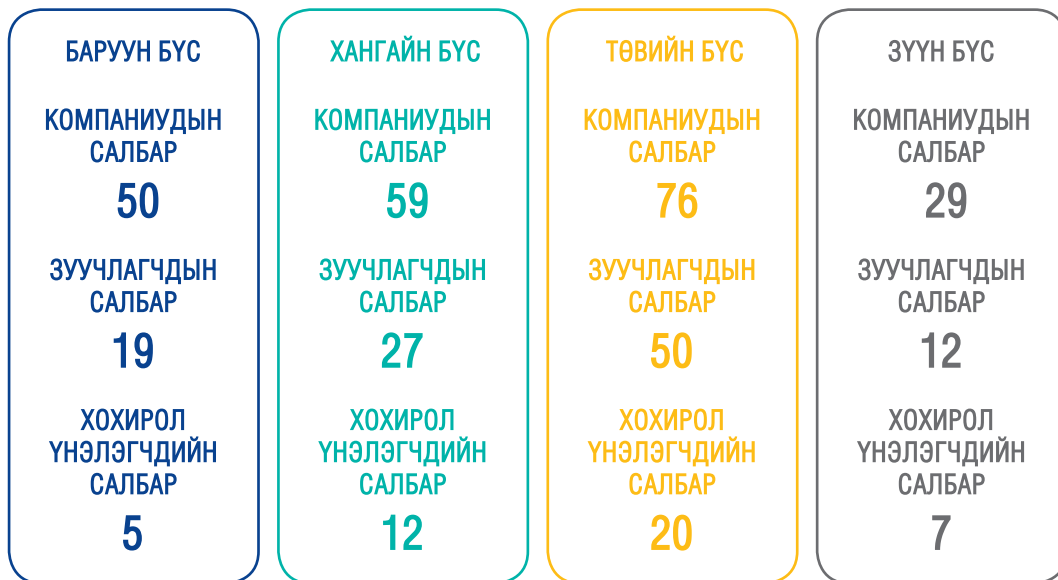 БАРУУН БҮС
КОМПАНИУДЫН
САЛБАР
50
ЗУУЧЛАГЧДЫН
САЛБАР
19
ХОХИРОЛ
ҮНЭЛЭГЧДИЙН
САЛБАР
5
ХАНГАЙН БҮС
КОМПАНИУДЫН
САЛБАР
59
ЗУУЧЛАГЧДЫН
САЛБАР
27
ХОХИРОЛ
ҮНЭЛЭГЧДИЙН
САЛБАР
12
ТӨВИЙН БҮС
КОМПАНИУДЫН
САЛБАР
76
ЗУУЧЛАГЧДЫН
САЛБАР
50
ХОХИРОЛ
ҮНЭЛЭГЧДИЙН
САЛБАР
20
ЗҮҮН БҮС
КОМПАНИУДЫН
САЛБАР
29
ЗУУЧЛАГЧДЫН
САЛБАР
12
ХОХИРОЛ
ҮНЭЛЭГЧДИЙН
САЛБАР
7